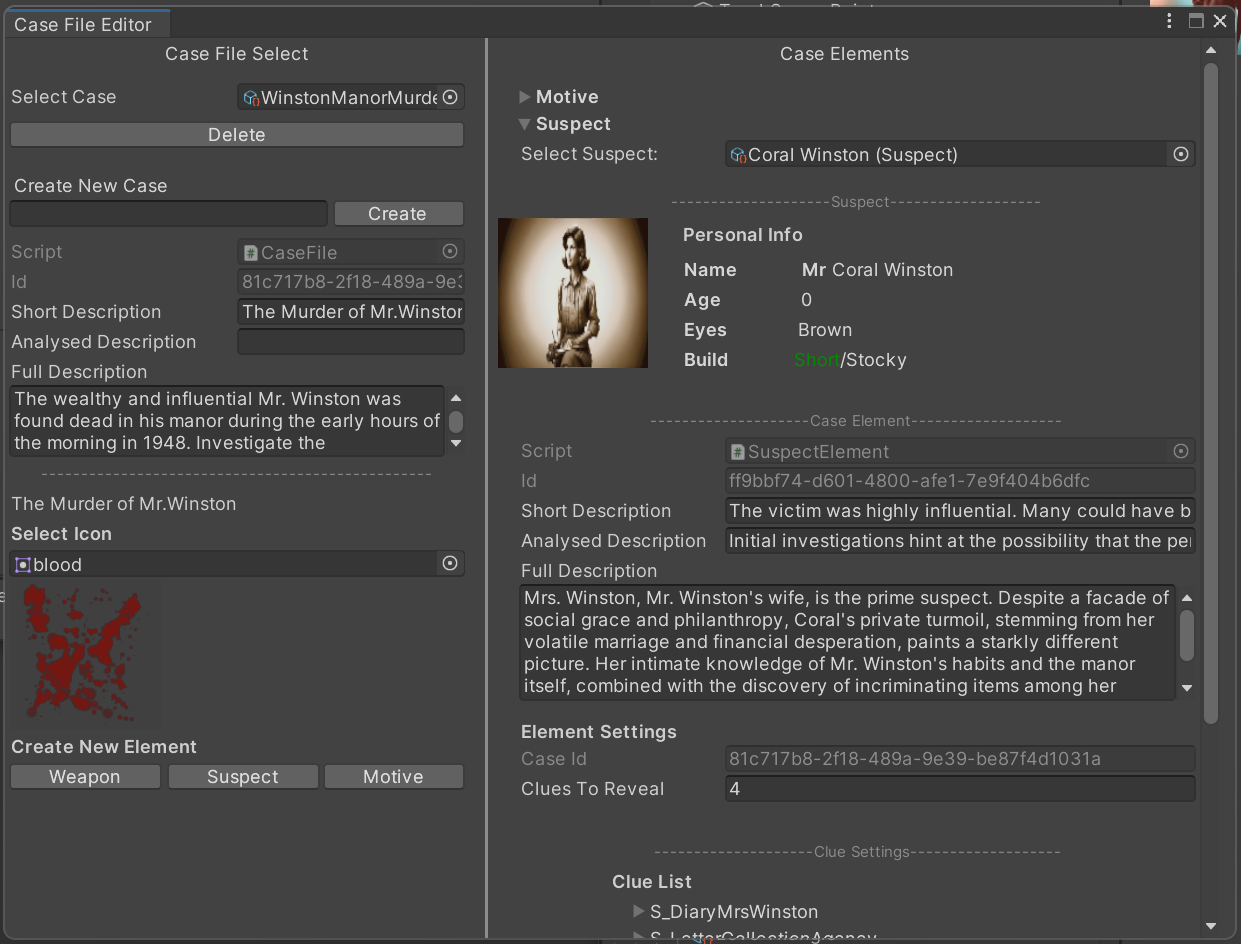 Case File Editor
Case File Select
Select Case
WinstonManorMurde
Delete
Create New Case
Create
Script
CaseFile
Id
81c717b8-2f18-489a-9e3
Short Description
The Murder of Mr.Winston
Analysed Description
Full Description
The wealthy and influential Mr. Winston was
found dead in his manor during the early hours of
the morning in 1948. Investigate the
The Murder of Mr.Winston
Select Icon
blood
Create New Element
Weapon
Suspect
Motive
Case Elements
Motive
Suspect
Select Suspect:
Coral Winston (Suspect)
--------------------Suspect-------------------
Personal Info
Name
Mr Coral Winston
Age
0
Eyes
Brown
Build
Short/Stocky
--------------------Case Element-------------------
Script
SuspectElement
Id
ff9bbf74-d601-4800-afe1-7e9f404b6dfc
Short Description
The victim was highly influential. Many could have b
Analysed Description
Initial investigations hint at the possibility that the per
Full Description
Mrs. Winston, Mr. Winston's wife, is the prime suspect. Despite a facade of
social grace and philanthropy, Coral's private turmoil, stemming from her
volatile marriage and financial desperation, paints a starkly different
picture. Her intimate knowledge of Mr. Winston's habits and the manor
itself, combined with the discovery of incriminating items among her
Element Settings
Case Id
81c717b8-2f18-489a-9e39-be87f4d1031a
Clues To Reveal
4
--------------------Clue Settings-------------------
Clue List
S_DiaryMrsWinston
S_LetterCollectionAgency